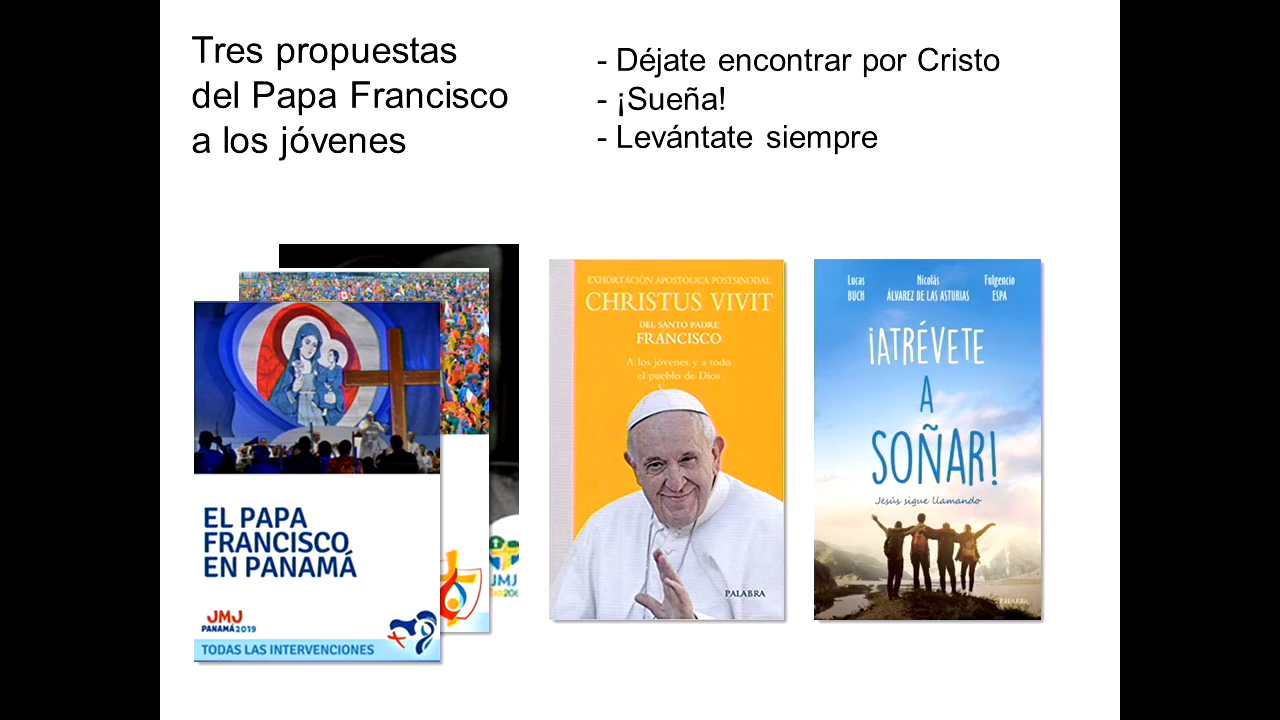 Tres propuestas
del Papa Francisco
a los jóvenes
- Déjate encontrar por Cristo
- ¡Sueña!
- Levántate siempre
EL PAPA
FRANCISCO
EN PANAMÁ
JMJ
PANAMÁ 2019
TODAS LAS INTERVENCIONES
JMJ
EXHORTACIÓN APOSTÓLICA POSTSINODAL
CHRISTUS VIVIT
DEL SANTO PADRE
FRANCISCO
A los jóvenes y a todo
el pueblo de Dios
PALABRA
Lucas Nicolás Fulgencio
BUCH ÁLVAREZ DE LAS ASTURIAS ESPA
¡ATRÉVETE
A
SOÑAR!
Jesús sigue llamando
PALABRA